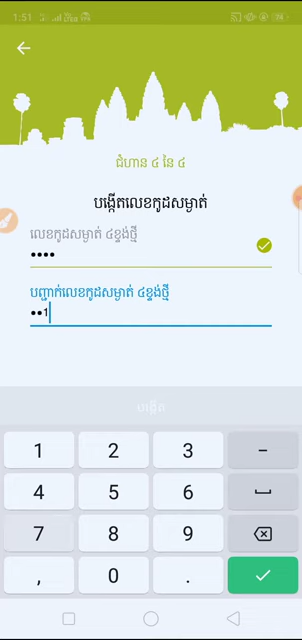 1:51
ជំហាន ៤ នៃ ៤
បង្កើតលេខកូដសម្ងាត់
លេខកូដសម្ងាត់ ៤ខ្ទង់ថ្មី
••••
បញ្ជាក់លេខកូដសម្ងាត់ ៤ខ្ទង់ថ្មី
••1
បង្កើត
1 2 3 -
4 5 6
7 8 9
, 0 .